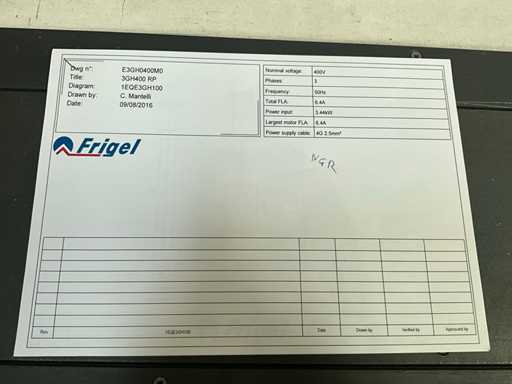 Dwg n°: E3GH0400M0
Title: 3GH400 RP
Diagram: 1EQE3GH100
Drawn by: C. Mantelli
Date: 09/08/2016
Nominal voltage: 400V
Phases: 3
Frequency: 50Hz
Total FLA: 6.4A
Power input: 3.44kW
Largest motor FLA: 6.4A
Power supply cable: 4G 2.5mm²
Frigel
NGR
Rev. Date Drawn by Verified by Approved by